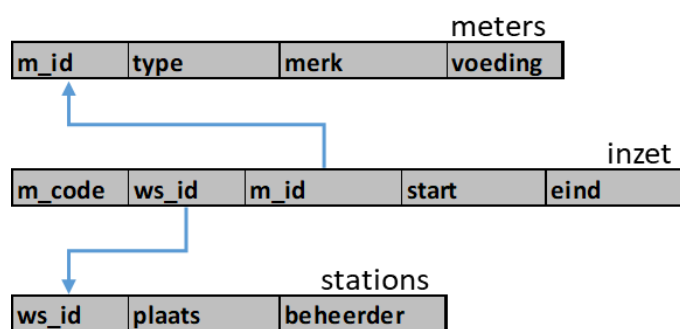 meters
m_id type merk voeding
inzet
m_code ws_id m_id start eind
stations
ws_id plaats beheerder